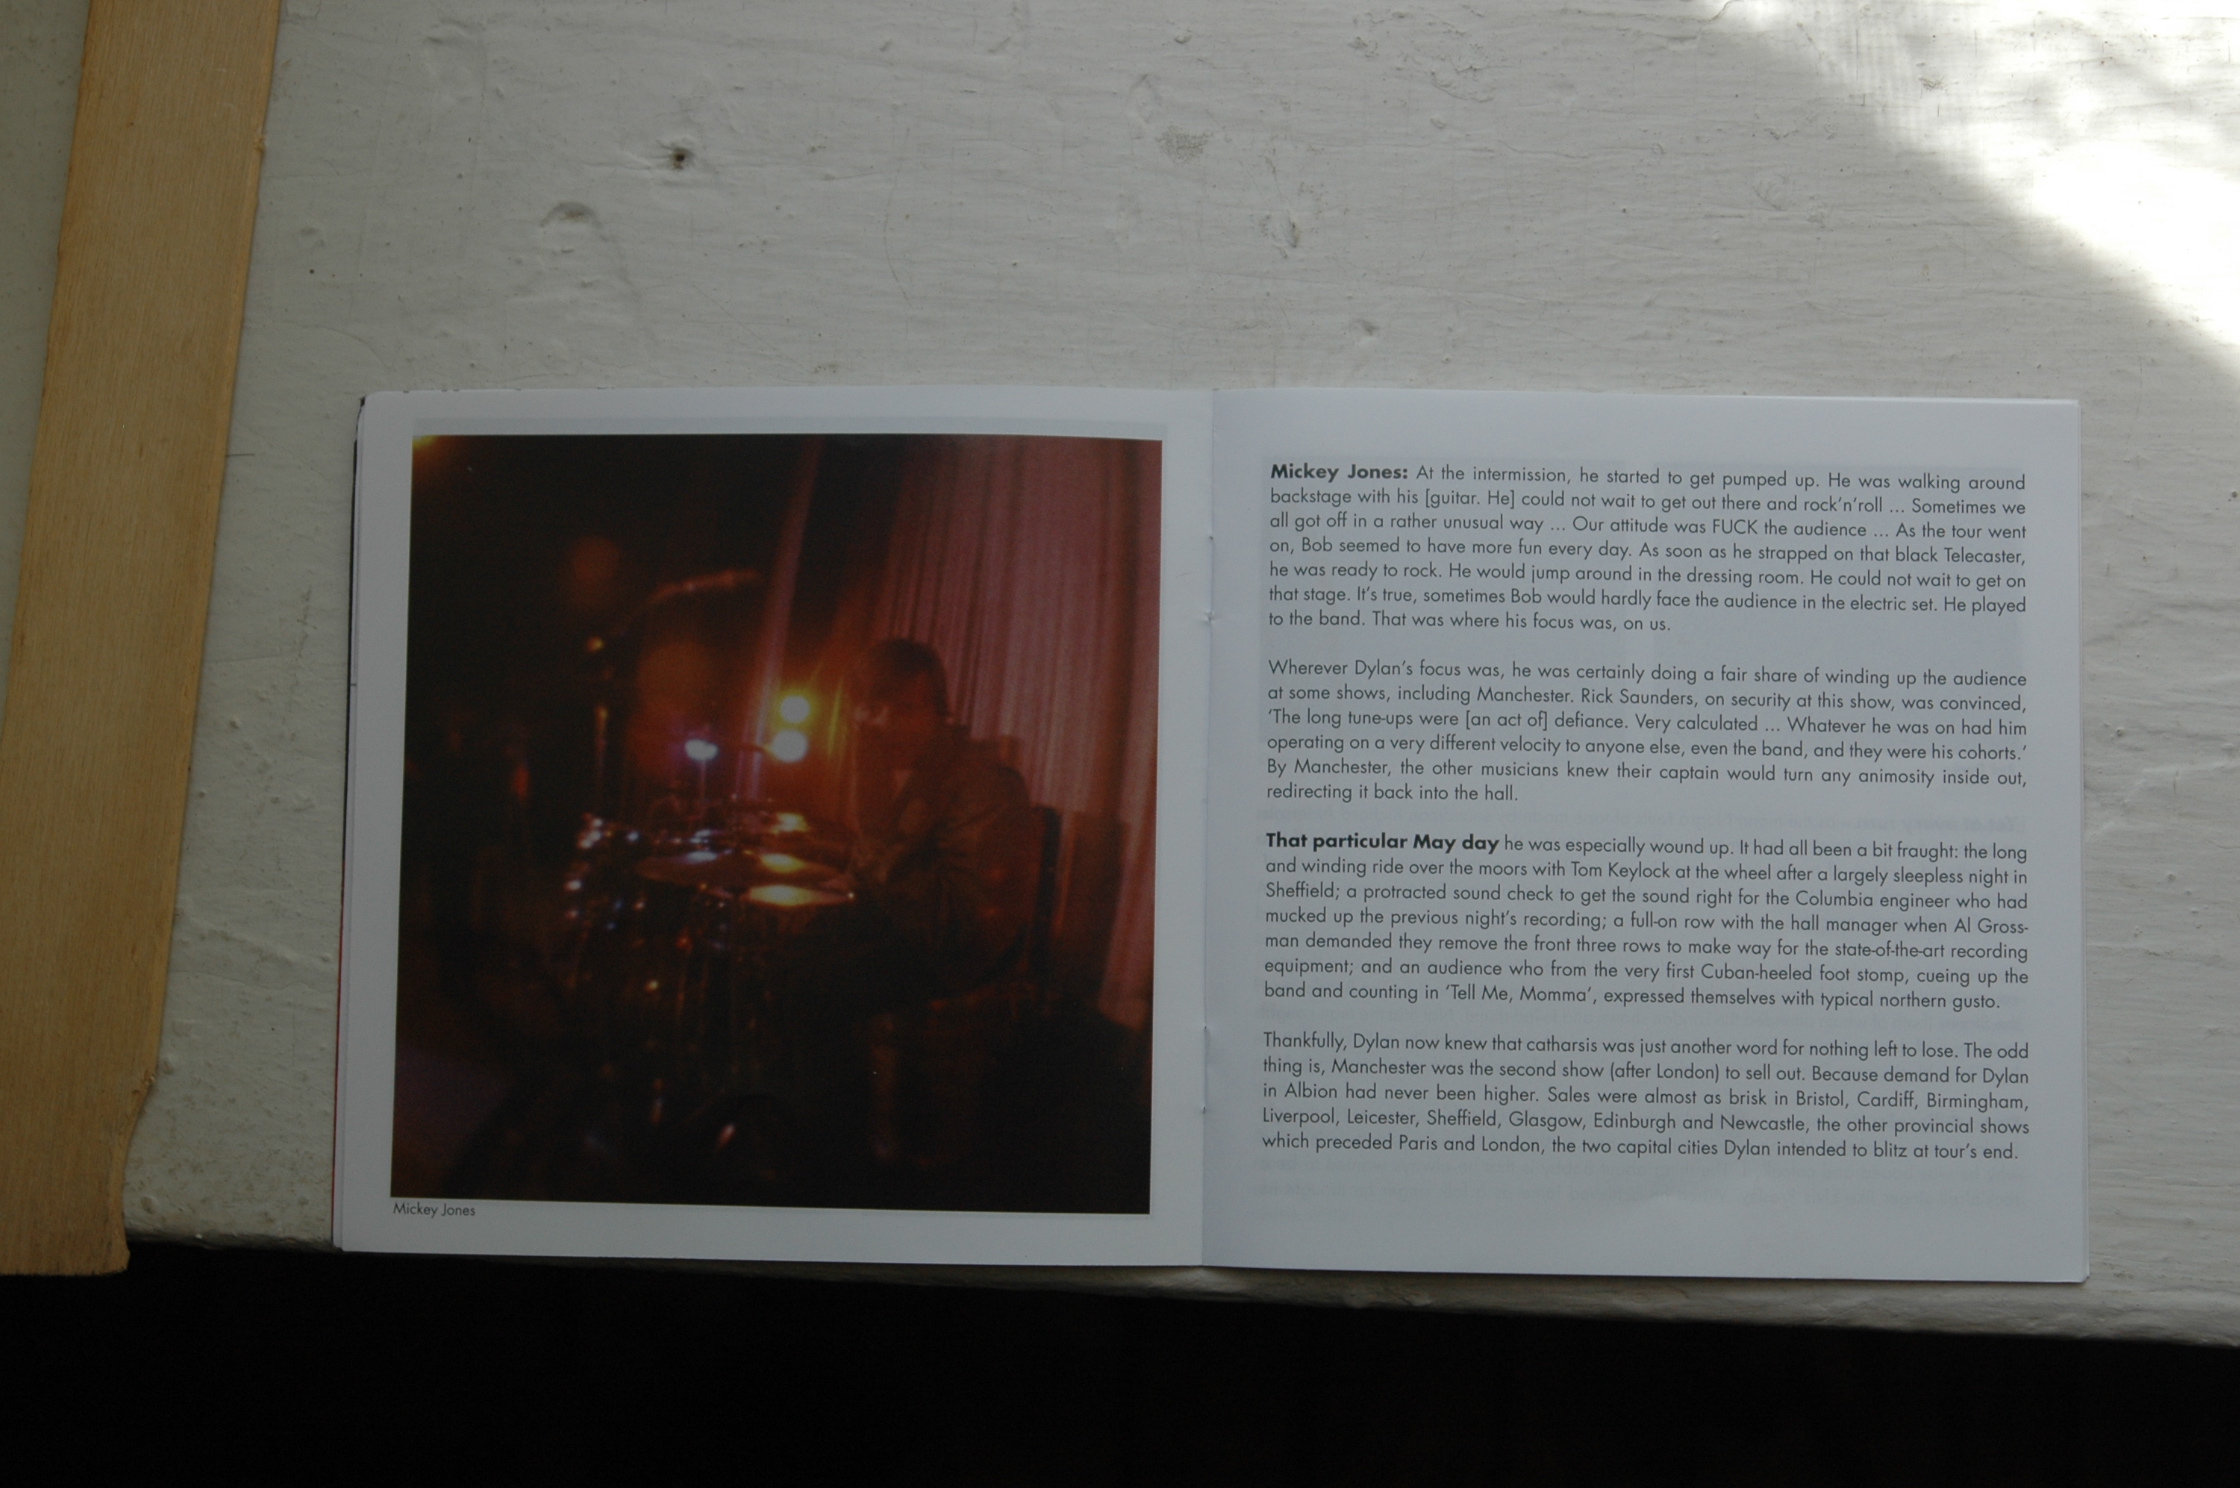 Mickey Jones
Mickey Jones: At the intermission, he started to get pumped up. He was walking around
backstage with his [guitar. He] could not wait to get out there and rock'n'roll ... Sometimes we
all got off in a rather unusual way ... Our attitude was FUCK the audience ... As the tour went
on, Bob seemed to have more fun every day. As soon as he strapped on that black Telecaster,
he was ready to rock. He would jump around in the dressing room. He could not wait to get on
that stage. It's true, sometimes Bob would hardly face the audience in the electric set. He played
to the band. That was where his focus was, on us.
Wherever Dylan's focus was, he was certainly doing a fair share of winding up the audience
at some shows, including Manchester. Rick Saunders, on security at this show, was convinced,
'The long tune-ups were [an act of] defiance. Very calculated ... Whatever he was on had him
operating on a very different velocity to anyone else, even the band, and they were his cohorts.'
By Manchester, the other musicians knew their captain would turn any animosity inside out,
redirecting it back into the hall.
That particular May day he was especially wound up. It had all been a bit fraught: the long
and winding ride over the moors with Tom Keylock at the wheel after a largely sleepless night in
Sheffield; a protracted sound check to get the sound right for the Columbia engineer who had
mucked up the previous night's recording; a full-on row with the hall manager when Al Gross-
man demanded they remove the front three rows to make way for the state-of-the-art recording
equipment; and an audience who from the very first Cuban-heeled foot stomp, cueing up the
band and counting in 'Tell Me, Momma', expressed themselves with typical northern gusto.
Thankfully, Dylan now knew that catharsis was just another word for nothing left to lose. The odd
thing is, Manchester was the second show (after London) to sell out. Because demand for Dylan
in Albion had never been higher. Sales were almost as brisk in Bristol, Cardiff, Birmingham,
Liverpool, Leicester, Sheffield, Glasgow, Edinburgh and Newcastle, the other provincial shows
which preceded Paris and London, the two capital cities Dylan intended to blitz at tour's end.